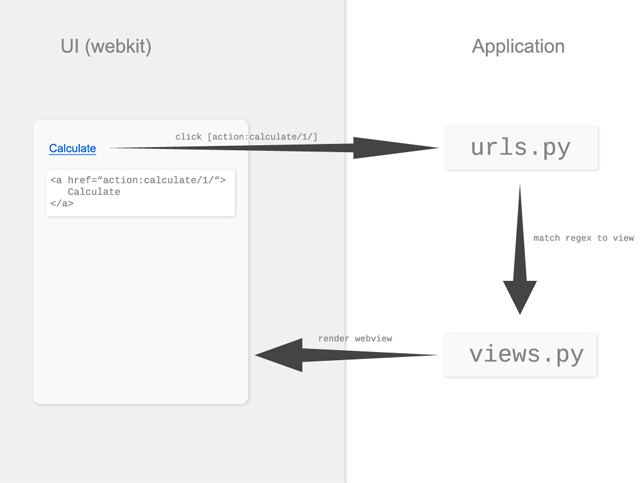 UI (webkit)
Application
click [action:calculate/1/]
Calculate
urls.py
<a href=“action:calculate/1/“>
Calculate
</a>
match regex to view
render webview
views.py